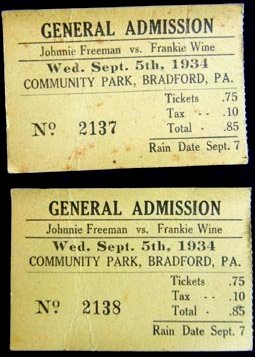 GENERAL ADMISSION
Johnnie Freeman vs. Frankie Wine
Wed. Sept. 5th, 1934
COMMUNITY PARK, BRADFORD, PA.
Tickets .75
Tax .10
No. 2137 Total .85
Rain Date Sept. 7
GENERAL ADMISSION
Johnnie Freeman vs. Frankie Wine
Wed. Sept. 5th, 1934
COMMUNITY PARK, BRADFORD, PA.
Tickets .75
Tax .10
No. 2138 Total .85
Rain Date Sept. 7